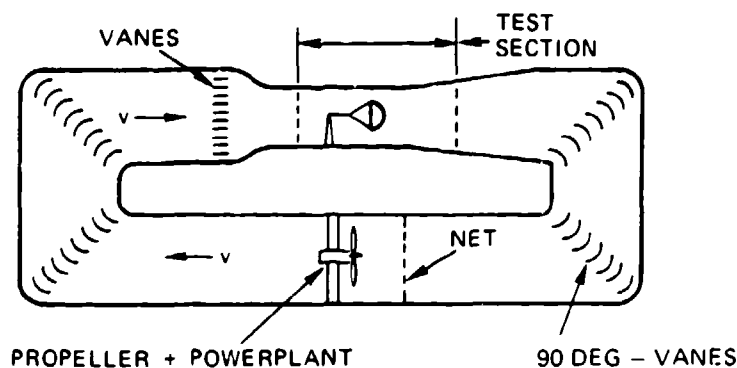 VANES
TEST
SECTION
v
NET
v
PROPELLER + POWERPLANT
90 DEG – VANES